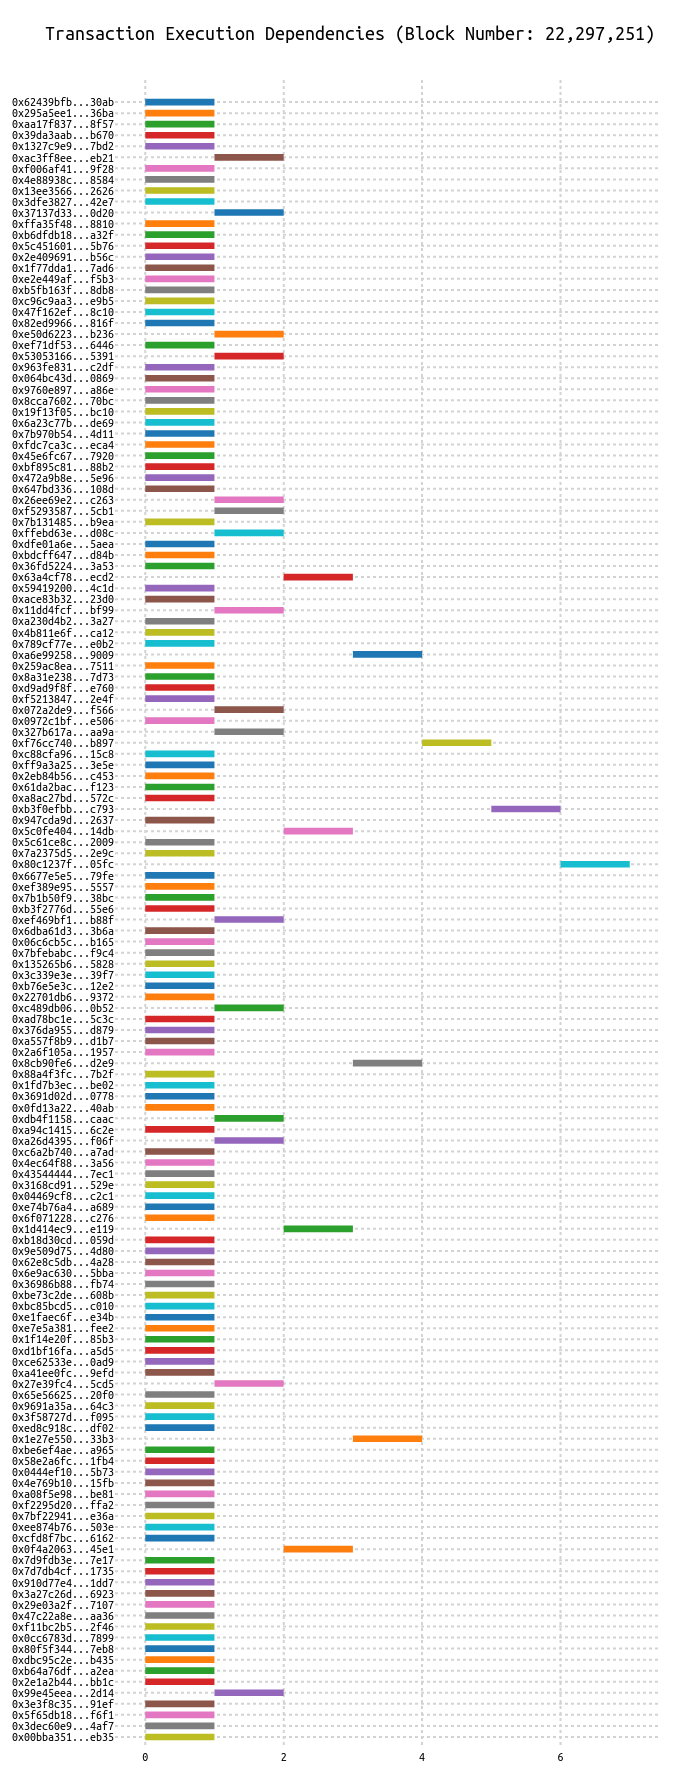 Transaction Execution Dependencies (Block Number: 22,297,251)
0x62439bfb...30ab
0x295a5ee1...36ba
0xaa17f837...8f57
0x39da3aab...b670
0x1327c9e9...7bd2
0xac3ff8ee...eb21
0xf006af41...9f28
0x4e88938c...8584
0x13ee3566...2626
0x3dfe3827...42e7
0x37137d33...0d20
0xffa35f48...8810
0xb6dfdb18...a32f
0x5c451601...5b76
0x2e409691...b56c
0x1f77dda1...7ad6
0xe2e449af...f5b3
0xb5fb163f...8db8
0xc96c9aa3...e9b5
0x47f162ef...8c10
0x82ed9966...816f
0xe50d6223...b236
0xef71df53...6446
0x53053166...5391
0x963fe831...c2df
0x064bc43d...0869
0x9760e897...a86e
0x8cca7602...70bc
0x19f13f05...bc10
0x6a23c77b...de69
0x7b970b54...4d11
0xfdc7ca3c...eca4
0x45e6fc67...7920
0xbf895c81...88b2
0x472a9b8e...5e96
0x647bd336...108d
0x26ee69e2...c263
0xf5293587...5cb1
0x7b131485...b9ea
0xffebd63e...d08c
0xdfe01a6e...5aea
0xbdcff647...d84b
0x36fd5224...3a53
0x63a4cf78...ecd2
0x59419200...4c1d
0xace83b32...23d0
0x11dd4fcf...bf99
0xa230d4b2...3a27
0x4b811e6f...ca12
0x789cf77e...e0b2
0xa6e99258...9009
0x259ac8ea...7511
0x8a31e238...7d73
0xd9ad9f8f...e760
0xf5213847...2e4f
0x072a2de9...f566
0x0972c1bf...e506
0x327b617a...aa9a
0xf76cc740...b897
0xc88cfa96...15c8
0xff9a3a25...3e5e
0x2eb84b56...c453
0x61da2bac...f123
0xa8ac27bd...572c
0xb3f0efbb...c793
0x947cda9d...2637
0x5c0fe404...14db
0x5c61ce8c...2009
0x7a2375d5...2e9c
0x80c1237f...05fc
0x6677e5e5...79fe
0xef389e95...5557
0x7b1b50f9...38bc
0xb3f2776d...55e6
0xef469bf1...b88f
0x6dba61d3...3b6a
0x06c6cb5c...b165
0x7bfebabc...f9c4
0x135265b6...5828
0x3c339e3e...39f7
0xb76e5e3c...12e2
0x22701db6...9372
0xc489db06...0b52
0xad78bc1e...5c3c
0x376da955...d879
0xa557f8b9...d1b7
0x2a6f105a...1957
0x8cb90fe6...d2e9
0x88a4f3fc...7b2f
0x1fd7b3ec...be02
0x3691d02d...0778
0x0fd13a22...40ab
0xdb4f1158...caac
0xa94c1415...6c2e
0xa26d4395...f06f
0xc6a2b740...a7ad
0x4ec64f88...3a56
0x43544444...7ec1
0x3168cd91...529e
0x04469cf8...c2c1
0xe74b76a4...a689
0x6f071228...c276
0x1d414ec9...e119
0xb18d30cd...059d
0x9e509d75...4d80
0x62e8c5db...4a28
0x6e9ac630...5bba
0x36986b88...fb74
0xbe73c2de...608b
0xbc85bcd5...c010
0xe1faec6f...e34b
0xe7e5a381...fee2
0x1f14e20f...85b3
0xd1bf16fa...a5d5
0xce62533e...0ad9
0xa41ee0fc...9efd
0x27e39fc4...5cd5
0x65e56625...20f0
0x9691a35a...64c3
0x3f58727d...f095
0xed8c918c...df02
0x1e27e550...33b3
0xbe6ef4ae...a965
0x58e2a6fc...1fb4
0x0444ef10...5b73
0x4e769b10...15fb
0xa08f5e98...be81
0xf2295d20...ffa2
0x7bf22941...e36a
0xee874b76...503e
0xcfd8f7bc...6162
0x0f4a2063...45e1
0x7d9fdb3e...7e17
0x7d7db4cf...1735
0x910d77e4...1dd7
0x3a27c26d...6923
0x29e03a2f...7107
0x47c22a8e...aa36
0xf11bc2b5...2f46
0x0cc6783d...7899
0x80f5f344...7eb8
0xdbc95c2e...b435
0xb64a76df...a2ea
0x2e1a2b44...bb1c
0x99e45eea...2d14
0x3e3f8c35...91ef
0x5f65db18...f6f1
0x3dec60e9...4af7
0x00bba351...eb35
0 2 4 6